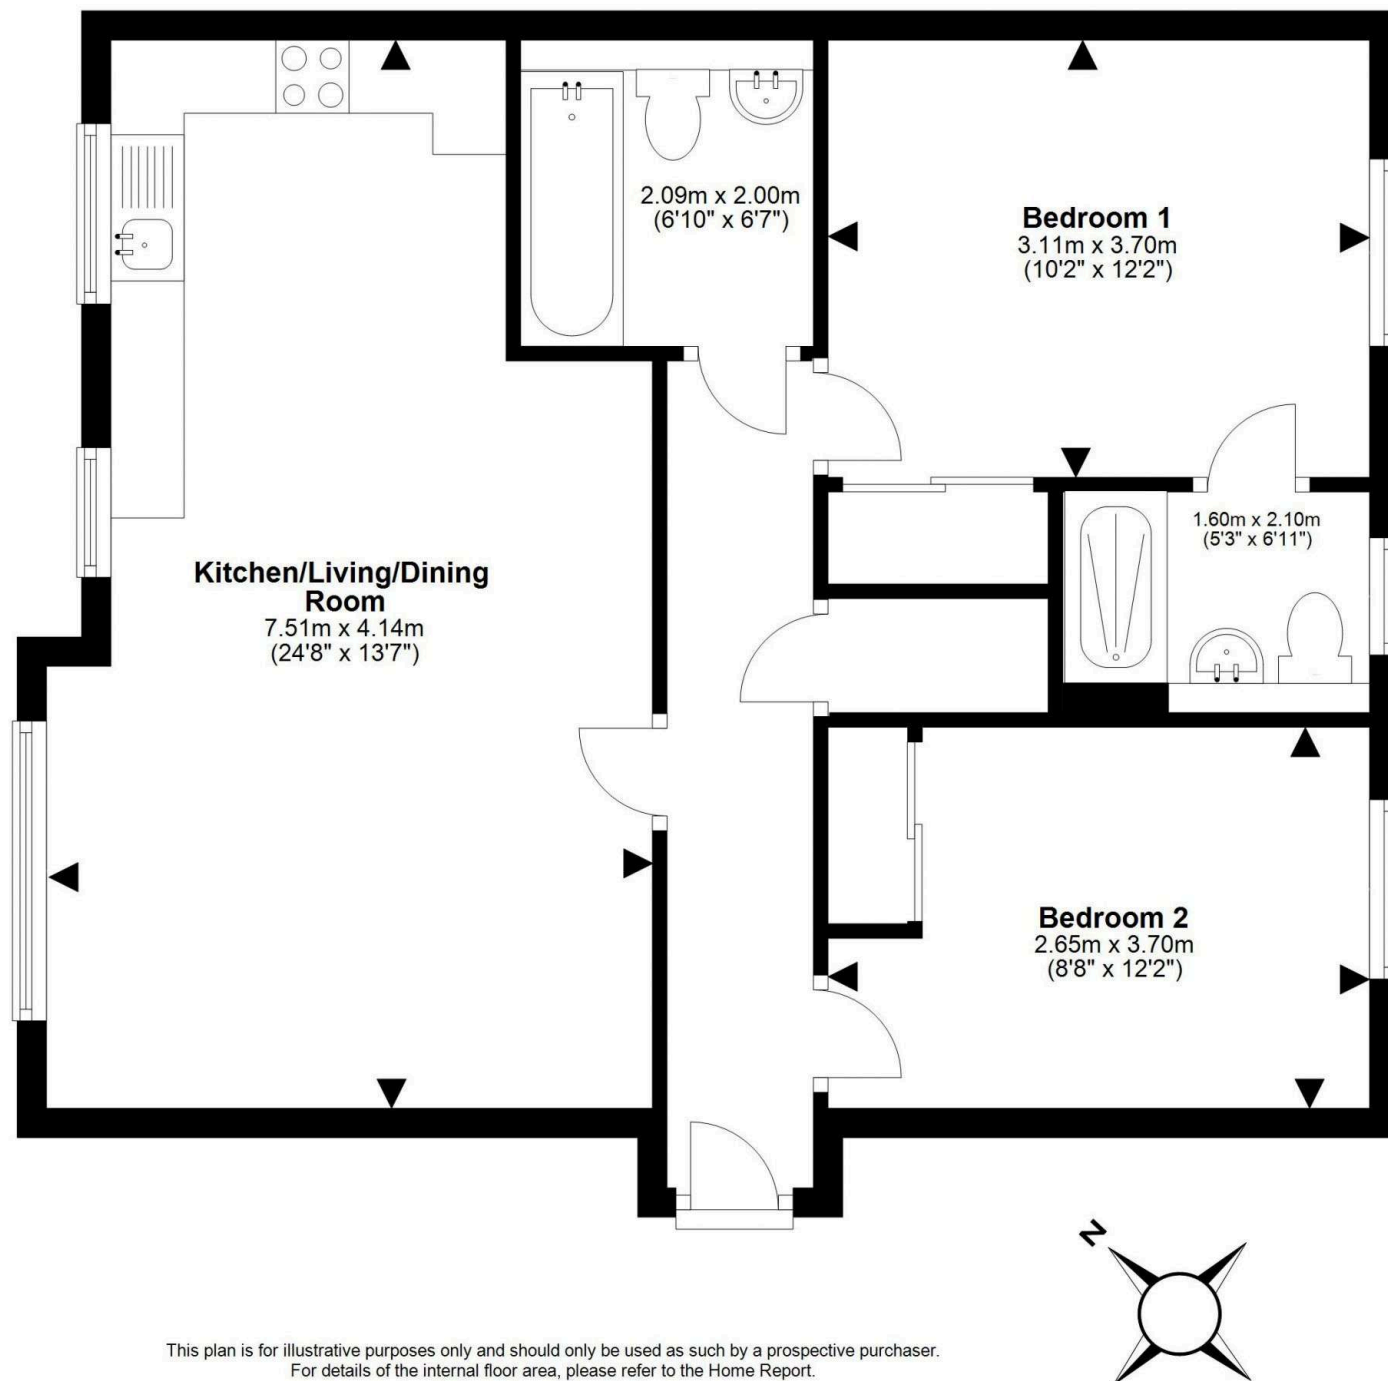 2.09m x 2.00m
(6'10" x 6'7")
Bedroom 1
3.11m x 3.70m
(10'2" x 12'2")
1.60m x 2.10m
(5'3" x 6'11")
Kitchen/Living/Dining
Room
7.51m x 4.14m
(24'8" x 13'7")
Bedroom 2
2.65m x 3.70m
(8'8" x 12'2")
N
This plan is for illustrative purposes only and should only be used as such by a prospective purchaser.
For details of the internal floor area, please refer to the Home Report.